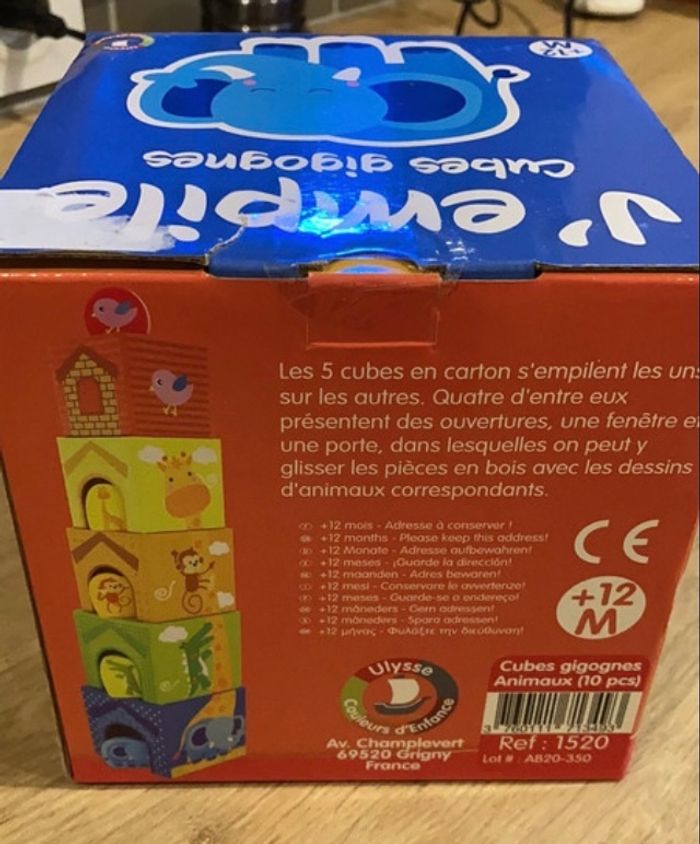 +12 M
cubes gigognes
J'empile
Les 5 cubes en carton s'empilent les uns
sur les autres. Quatre d'entre eux
présentent des ouvertures, une fenêtre et
une porte, dans lesquelles on peut y
glisser les pièces en bois avec les dessins
d'animaux correspondants.
+12 mois - Adresse à conserver !
+12 months - Please keep this address!
+12 Monate - Adresse aufbewahren!
+12 meses - ¡Guarde la dirección!
+12 maanden - Adres bewaren!
+12 mesi - Conservare le avvertenze!
+12 meses - Guarde-se o endereço!
+12 måneders - Gem adressen!
+12 måneders - Spara adressen!
+12 μήνας - Φυλάξτε την διεύθυνση!
CE
+12
M
Ulysse
Couleurs d'Enfance
Av. Champlevert
69520 Grigny
France
Cubes gigognes
Animaux (10 pcs)
Ref : 1520
Lot # AB20-350